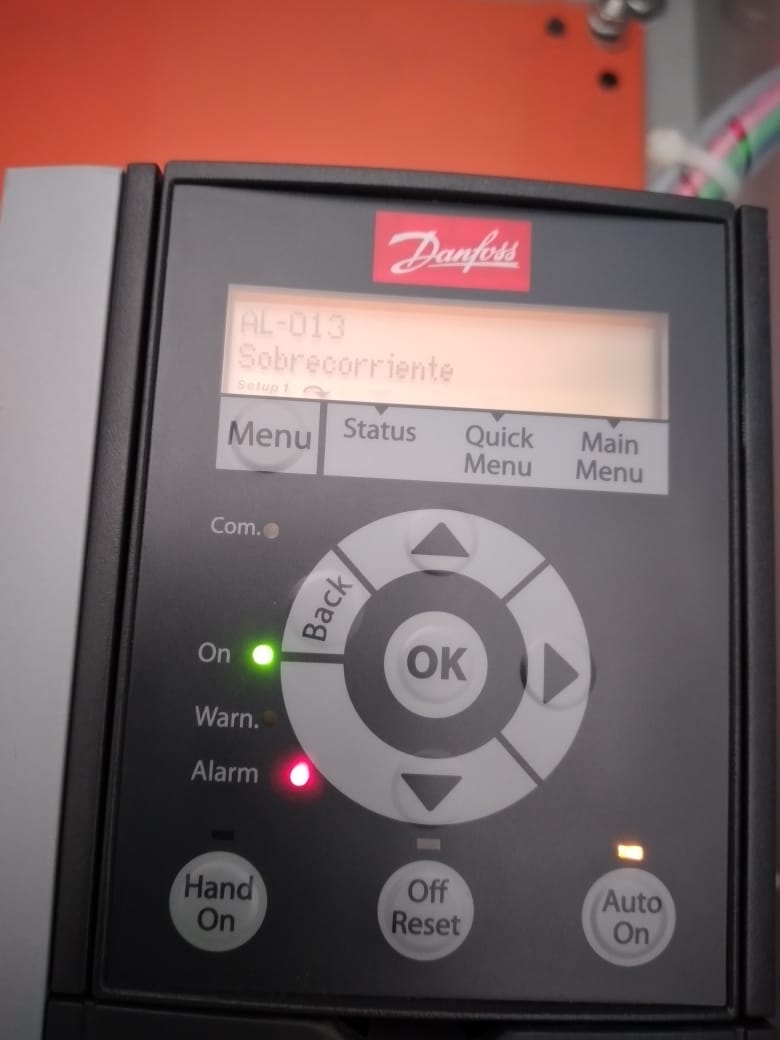 Danfoss
AL-013
Sobrecorriente
Setup 1
Menu
Status
Quick
Menu
Main
Menu
Com.
Back
OK
On
Warn.
Alarm
Hand
On
Off
Reset
Auto
On